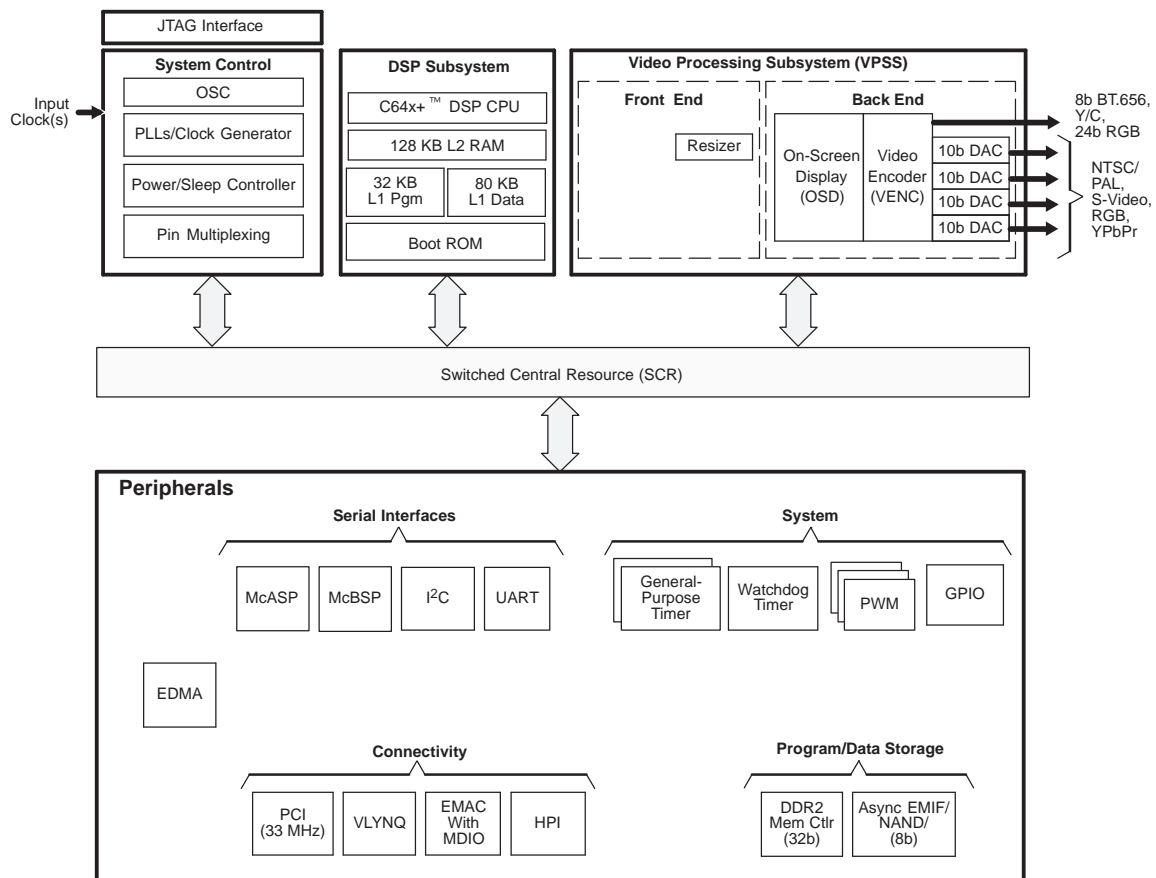 JTAG Interface
System Control
OSC
PLLs/Clock Generator
Power/Sleep Controller
Pin Multiplexing
Input
Clock(s)
DSP Subsystem
C64x+™ DSP CPU
128 KB L2 RAM
32 KB
L1 Pgm
80 KB
L1 Data
Boot ROM
Video Processing Subsystem (VPSS)
Front End
Resizer
Back End
On-Screen
Display
(OSD)
Video
Encoder
(VENC)
10b DAC
10b DAC
10b DAC
10b DAC
8b BT.656,
Y/C,
24b RGB
NTSC/
PAL,
S-Video,
RGB,
YPbPr
Switched Central Resource (SCR)
Peripherals
Serial Interfaces
McASP
McBSP
I2C
UART
System
General-
Purpose
Timer
Watchdog
Timer
PWM
GPIO
EDMA
Connectivity
PCI
(33 MHz)
VLYNQ
EMAC
With
MDIO
HPI
Program/Data Storage
DDR2
Mem Ctlr
(32b)
Async EMIF/
NAND/
(8b)